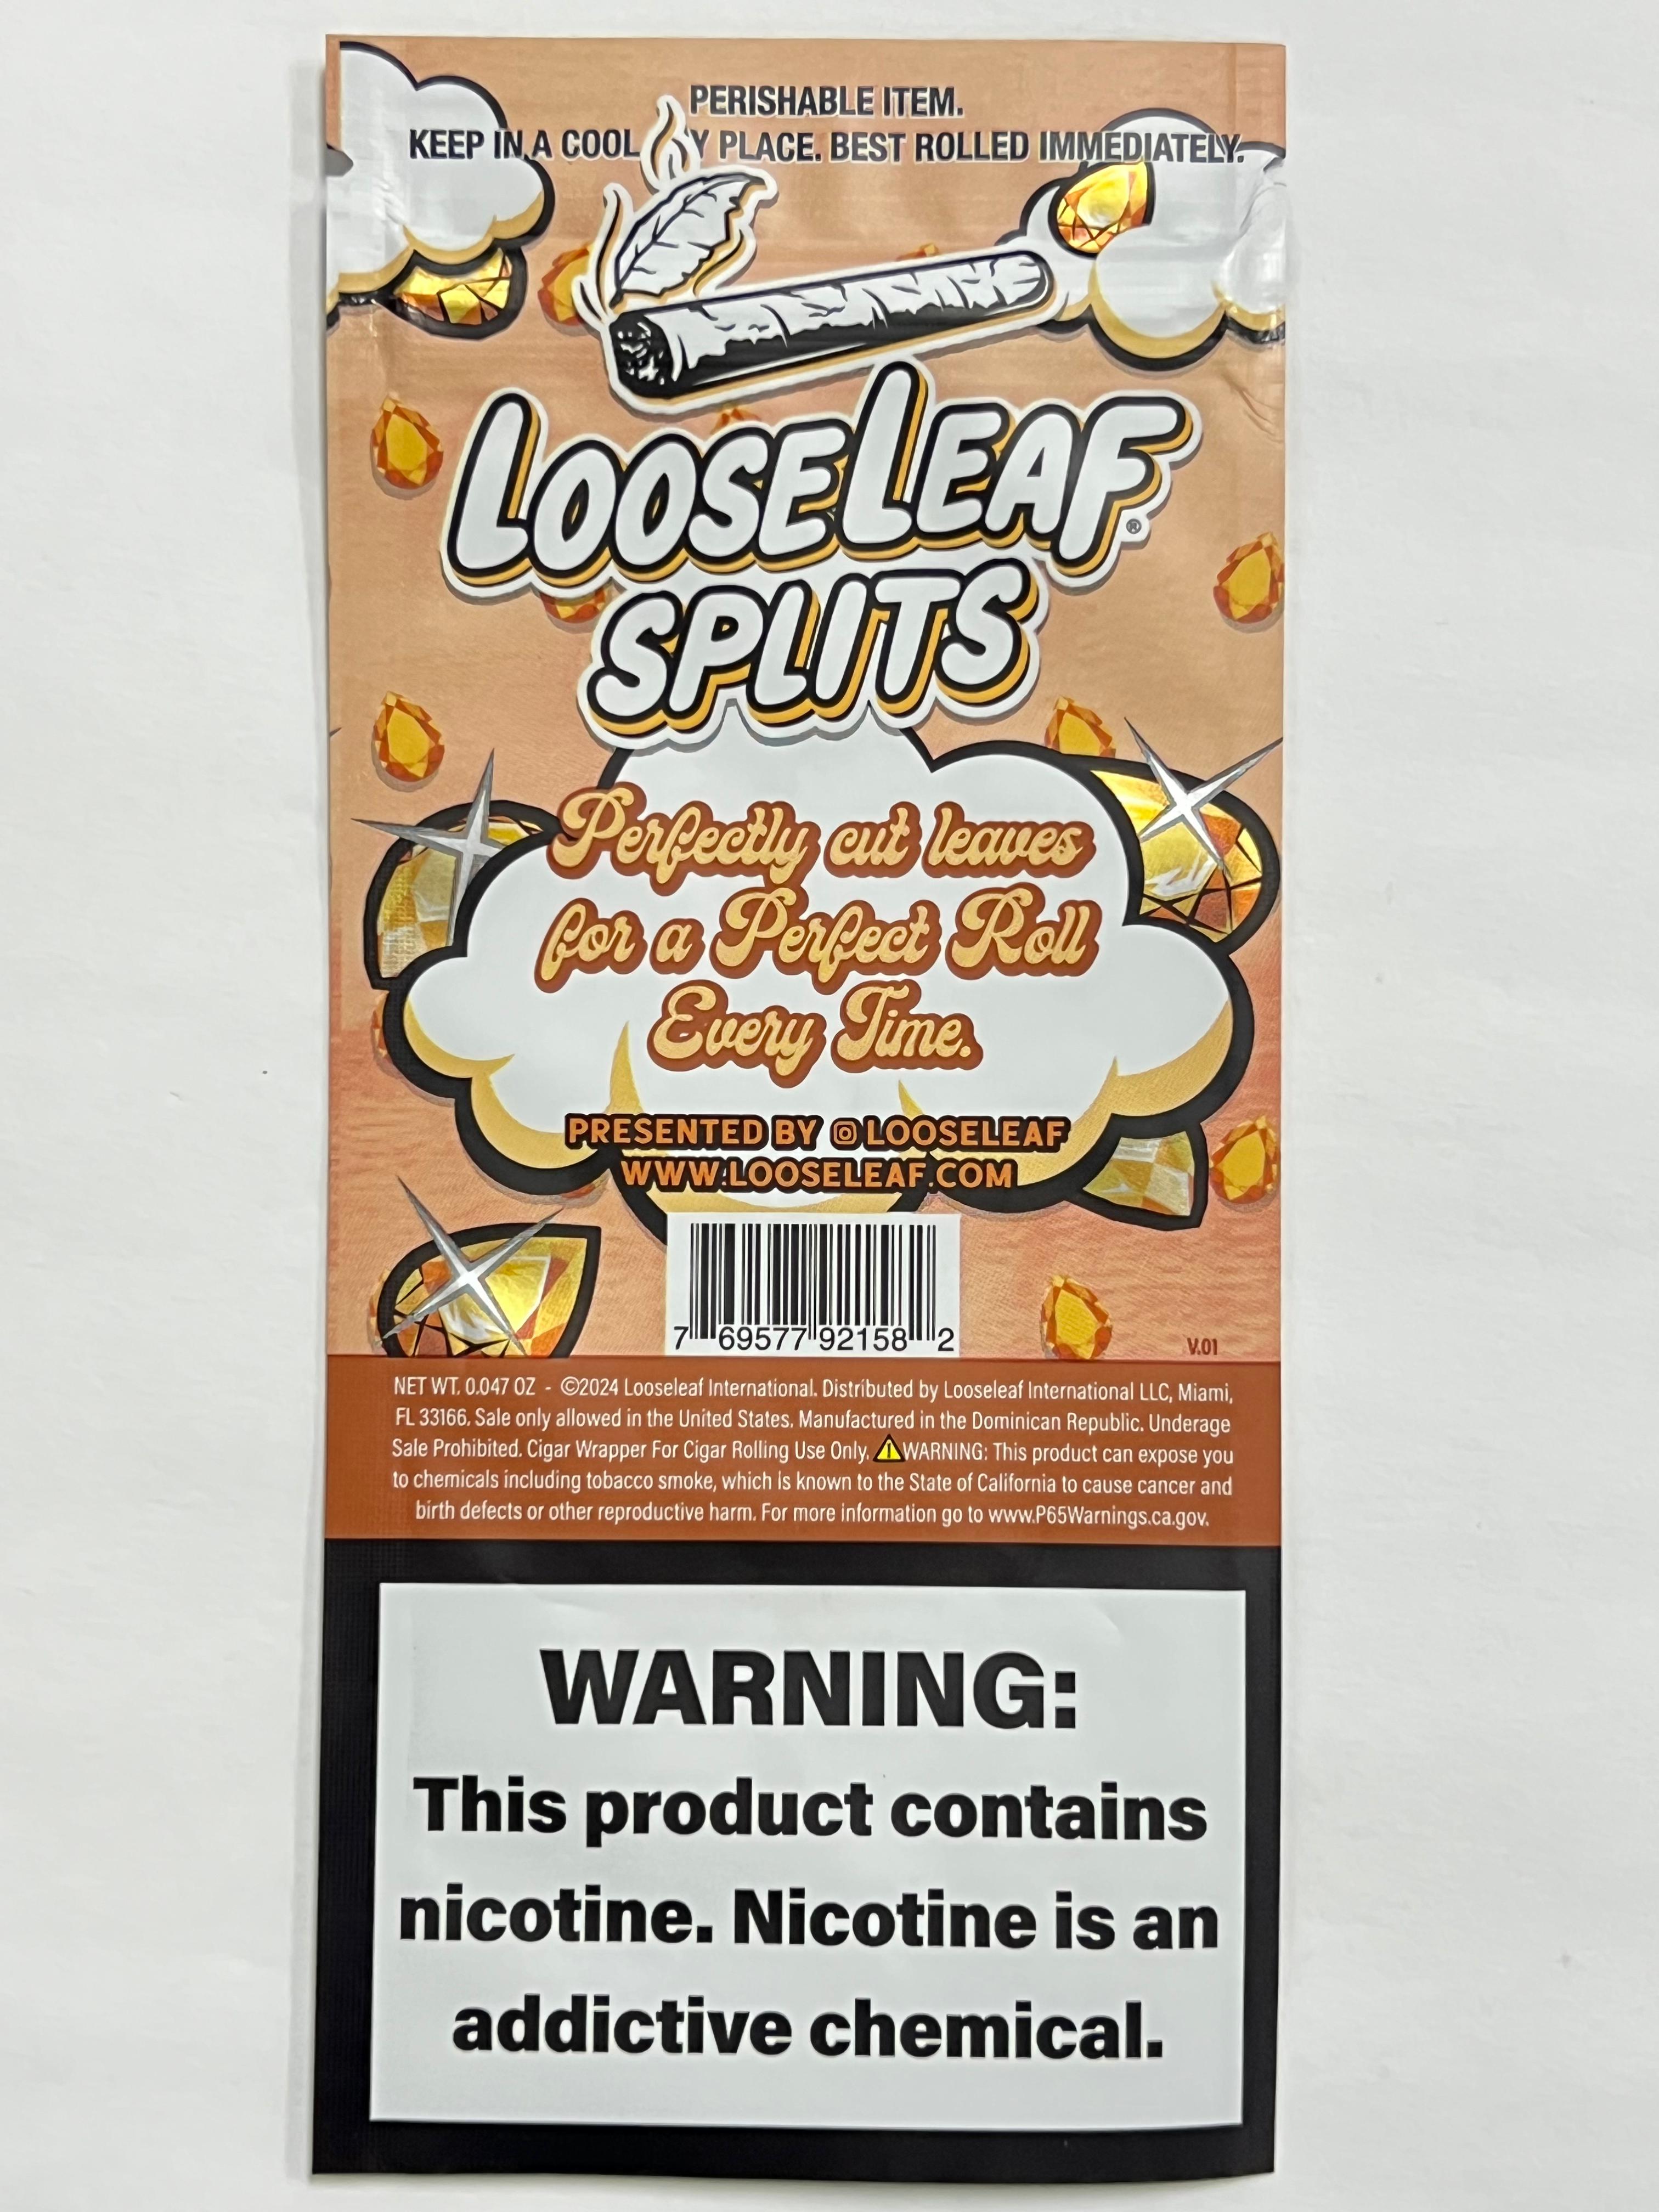 PERISHABLE ITEM.
KEEP IN A COOL Y PLACE. BEST ROLLED IMMEDIATELY.
LOOSELEAF®
SPLITS
Perfectly cut leaves
for a Perfect Roll
Every Time.
PRESENTED BY @LOOSELEAF
WWW.LOOSELEAF.COM
7 69577 92158 2
V.01
NET WT. 0.047 OZ - ©2024 Looseleaf International. Distributed by Looseleaf International LLC, Miami,
FL 33166. Sale only allowed in the United States. Manufactured in the Dominican Republic. Underage
Sale Prohibited. Cigar Wrapper For Cigar Rolling Use Only. ⚠WARNING: This product can expose you
to chemicals including tobacco smoke, which is known to the State of California to cause cancer and
birth defects or other reproductive harm. For more information go to www.P65Warnings.ca.gov.
WARNING:
This product contains
nicotine. Nicotine is an
addictive chemical.